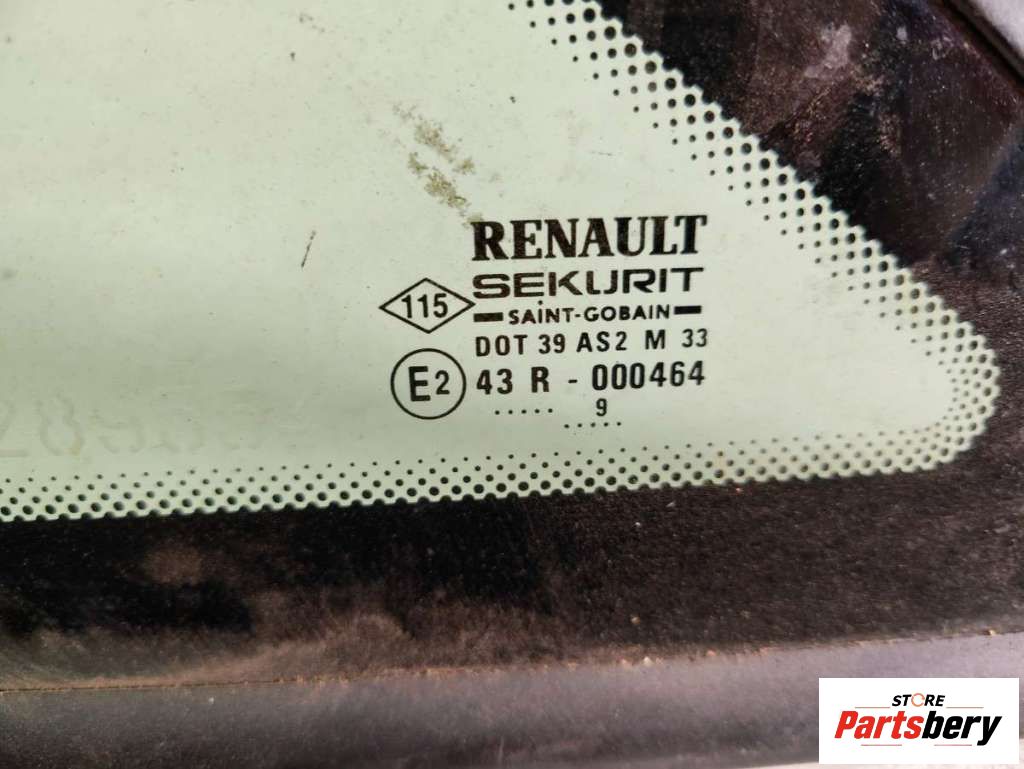 RENAULT
115
SEKURIT
SAINT-GOBAIN
DOT 39 AS2 M 33
E2 43 R - 000464
..... 9
.....
STORE
Partsbery